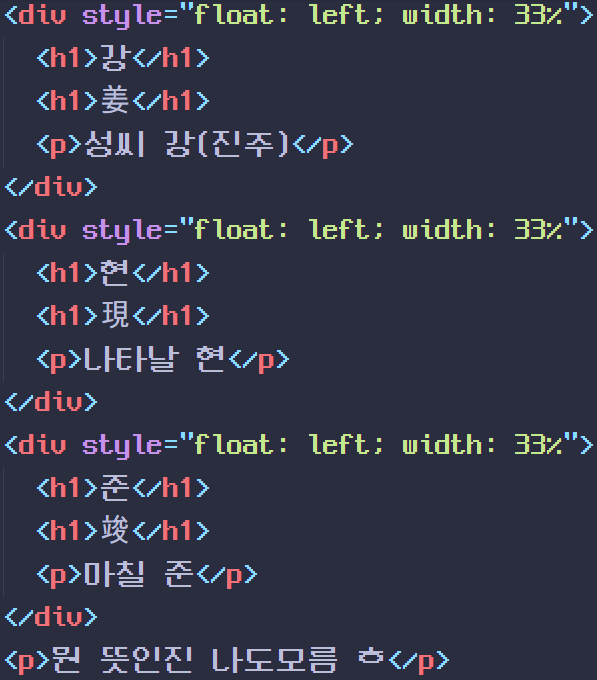 <div style="float: left; width: 33%">
<h1>강</h1>
<h1>姜</h1>
<p>성씨 강(진주)</p>
</div>
<div style="float: left; width: 33%">
<h1>현</h1>
<h1>現</h1>
<p>나타날 현</p>
</div>
<div style="float: left; width: 33%">
<h1>준</h1>
<h1>竣</h1>
<p>마칠 준</p>
</div>
<p>뭔 뜻인진 나도모름 ㅎ</p>